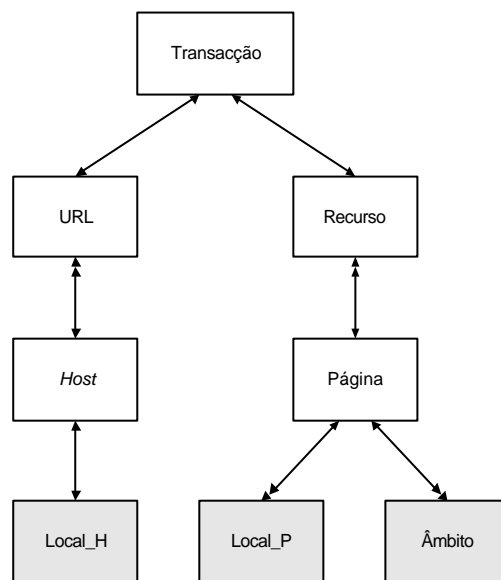 Transacção
URL
Recurso
Host
Página
Local_H
Local_P
Âmbito